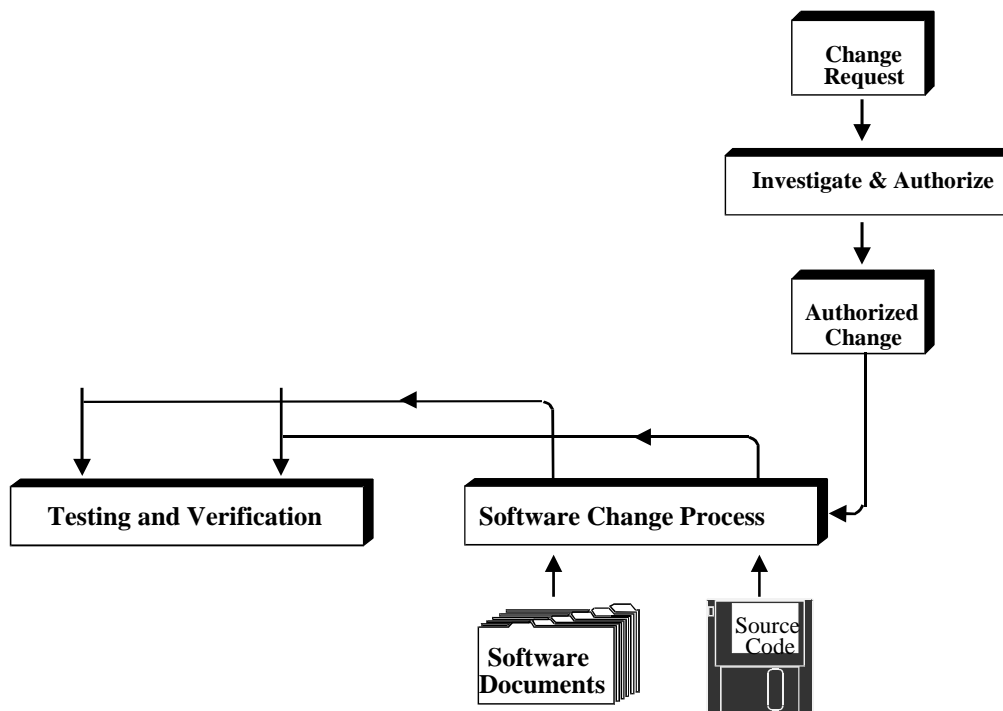 Change
Request
Investigate & Authorize
Authorized
Change
Testing and Verification
Software Change Process
Software
Documents
Source
Code